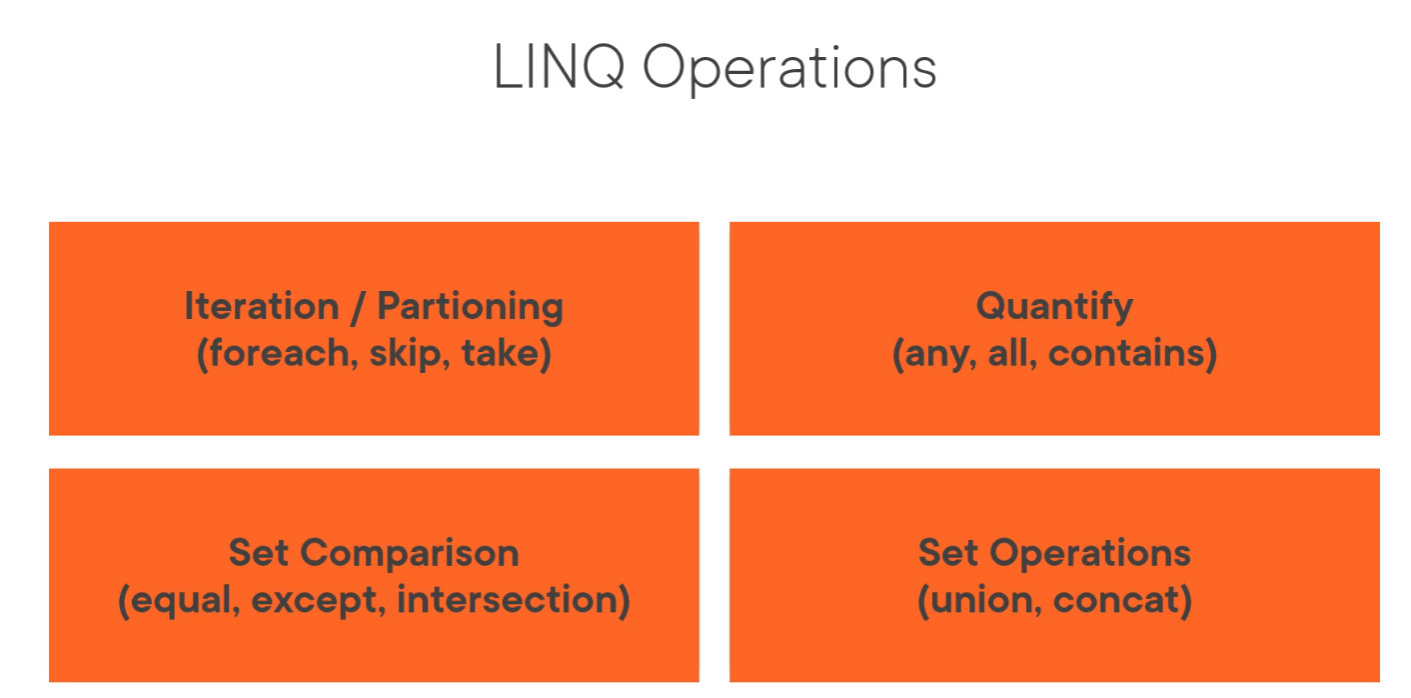 LINQ Operations
Iteration / Partioning
(foreach, skip, take)
Quantify
(any, all, contains)
Set Comparison
(equal, except, intersection)
Set Operations
(union, concat)